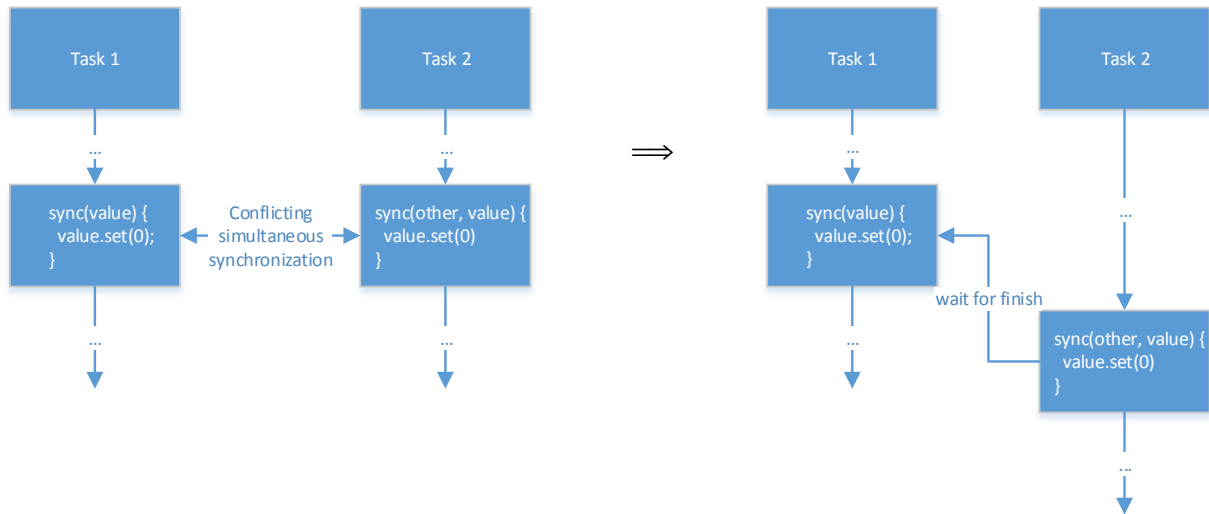 Task 1
Task 2
...
...
sync(value) {
value.set(0);
}
Conflicting
simultaneous
synchronization
sync(other, value) {
value.set(0)
}
...
...
⟹
Task 1
Task 2
...
sync(value) {
value.set(0);
}
...
wait for finish
...
sync(other, value) {
value.set(0)
}
...